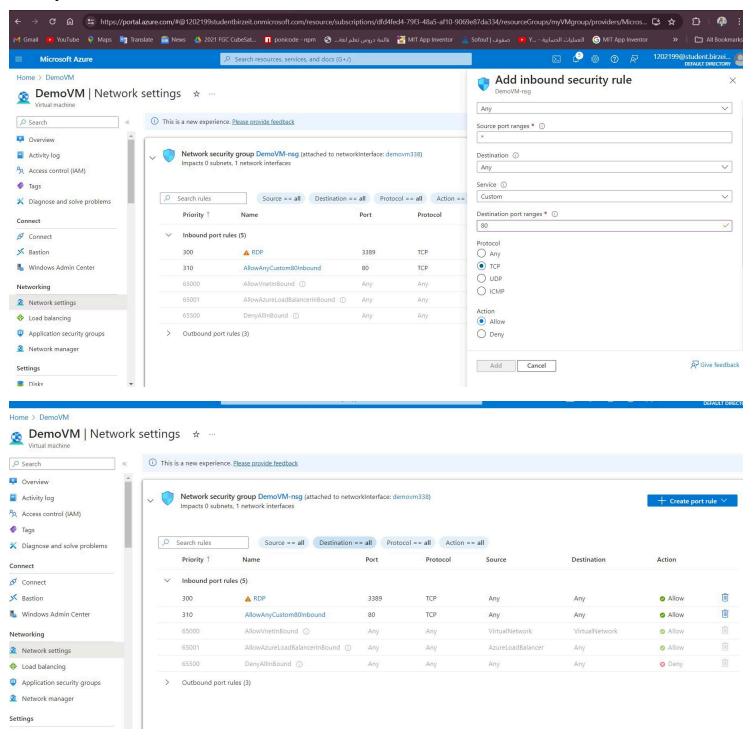 https://portal.azure.com/#@1202199studentbirzeit.onmicrosoft.com/resource/subscriptions/dfd4fed4-79f3-48a5-af10-9069e87da334/resourceGroups/myVMgroup/providers/Micros...
Gmail YouTube Maps Translate News 2021 FGC CubeSat... ponikode - npm قائمة دروس تعلم لغة... MIT App Inventor Sofouf | صفوف العمليات الحسابية - Y... MIT App Inventor » All Bookmarks
Microsoft Azure
Search resources, services, and docs (G+/)
1202199@student.birzei...
DEFAULT DIRECTORY
Home > DemoVM
DemoVM | Network settings
Virtual machine
Search
Overview
Activity log
Access control (IAM)
Tags
Diagnose and solve problems
Connect
Connect
Bastion
Windows Admin Center
Networking
Network settings
Load balancing
Application security groups
Network manager
Settings
Disks
This is a new experience. Please provide feedback
Network security group DemoVM-nsg (attached to networkInterface: demovm338)
Impacts 0 subnets, 1 network interfaces
Search rules Source == all Destination == all Protocol == all Action ==
Priority ↑ Name Port Protocol
Inbound port rules (5)
300 RDP 3389 TCP
310 AllowAnyCustom80Inbound 80 TCP
65000 AllowVnetInBound Any Any
65001 AllowAzureLoadBalancerInBound Any Any
65500 DenyAllInBound Any Any
Outbound port rules (3)
Add inbound security rule
DemoVM-nsg
Any
Source port ranges *
*
Destination
Any
Service
Custom
Destination port ranges *
80
Protocol
Any
TCP
UDP
ICMP
Action
Allow
Deny
Add Cancel
Give feedback
DEFAULT DIRECT
Home > DemoVM
DemoVM | Network settings
Virtual machine
Search
Overview
Activity log
Access control (IAM)
Tags
Diagnose and solve problems
Connect
Connect
Bastion
Windows Admin Center
Networking
Network settings
Load balancing
Application security groups
Network manager
Settings
This is a new experience. Please provide feedback
Network security group DemoVM-nsg (attached to networkInterface: demovm338)
Impacts 0 subnets, 1 network interfaces
+ Create port rule
Search rules Source == all Destination == all Protocol == all Action == all
Priority ↑ Name Port Protocol Source Destination Action
Inbound port rules (5)
300 RDP 3389 TCP Any Any Allow
310 AllowAnyCustom80Inbound 80 TCP Any Any Allow
65000 AllowVnetInBound Any Any VirtualNetwork VirtualNetwork Allow
65001 AllowAzureLoadBalancerInBound Any Any AzureLoadBalancer Any Allow
65500 DenyAllInBound Any Any Any Any Deny
Outbound port rules (3)